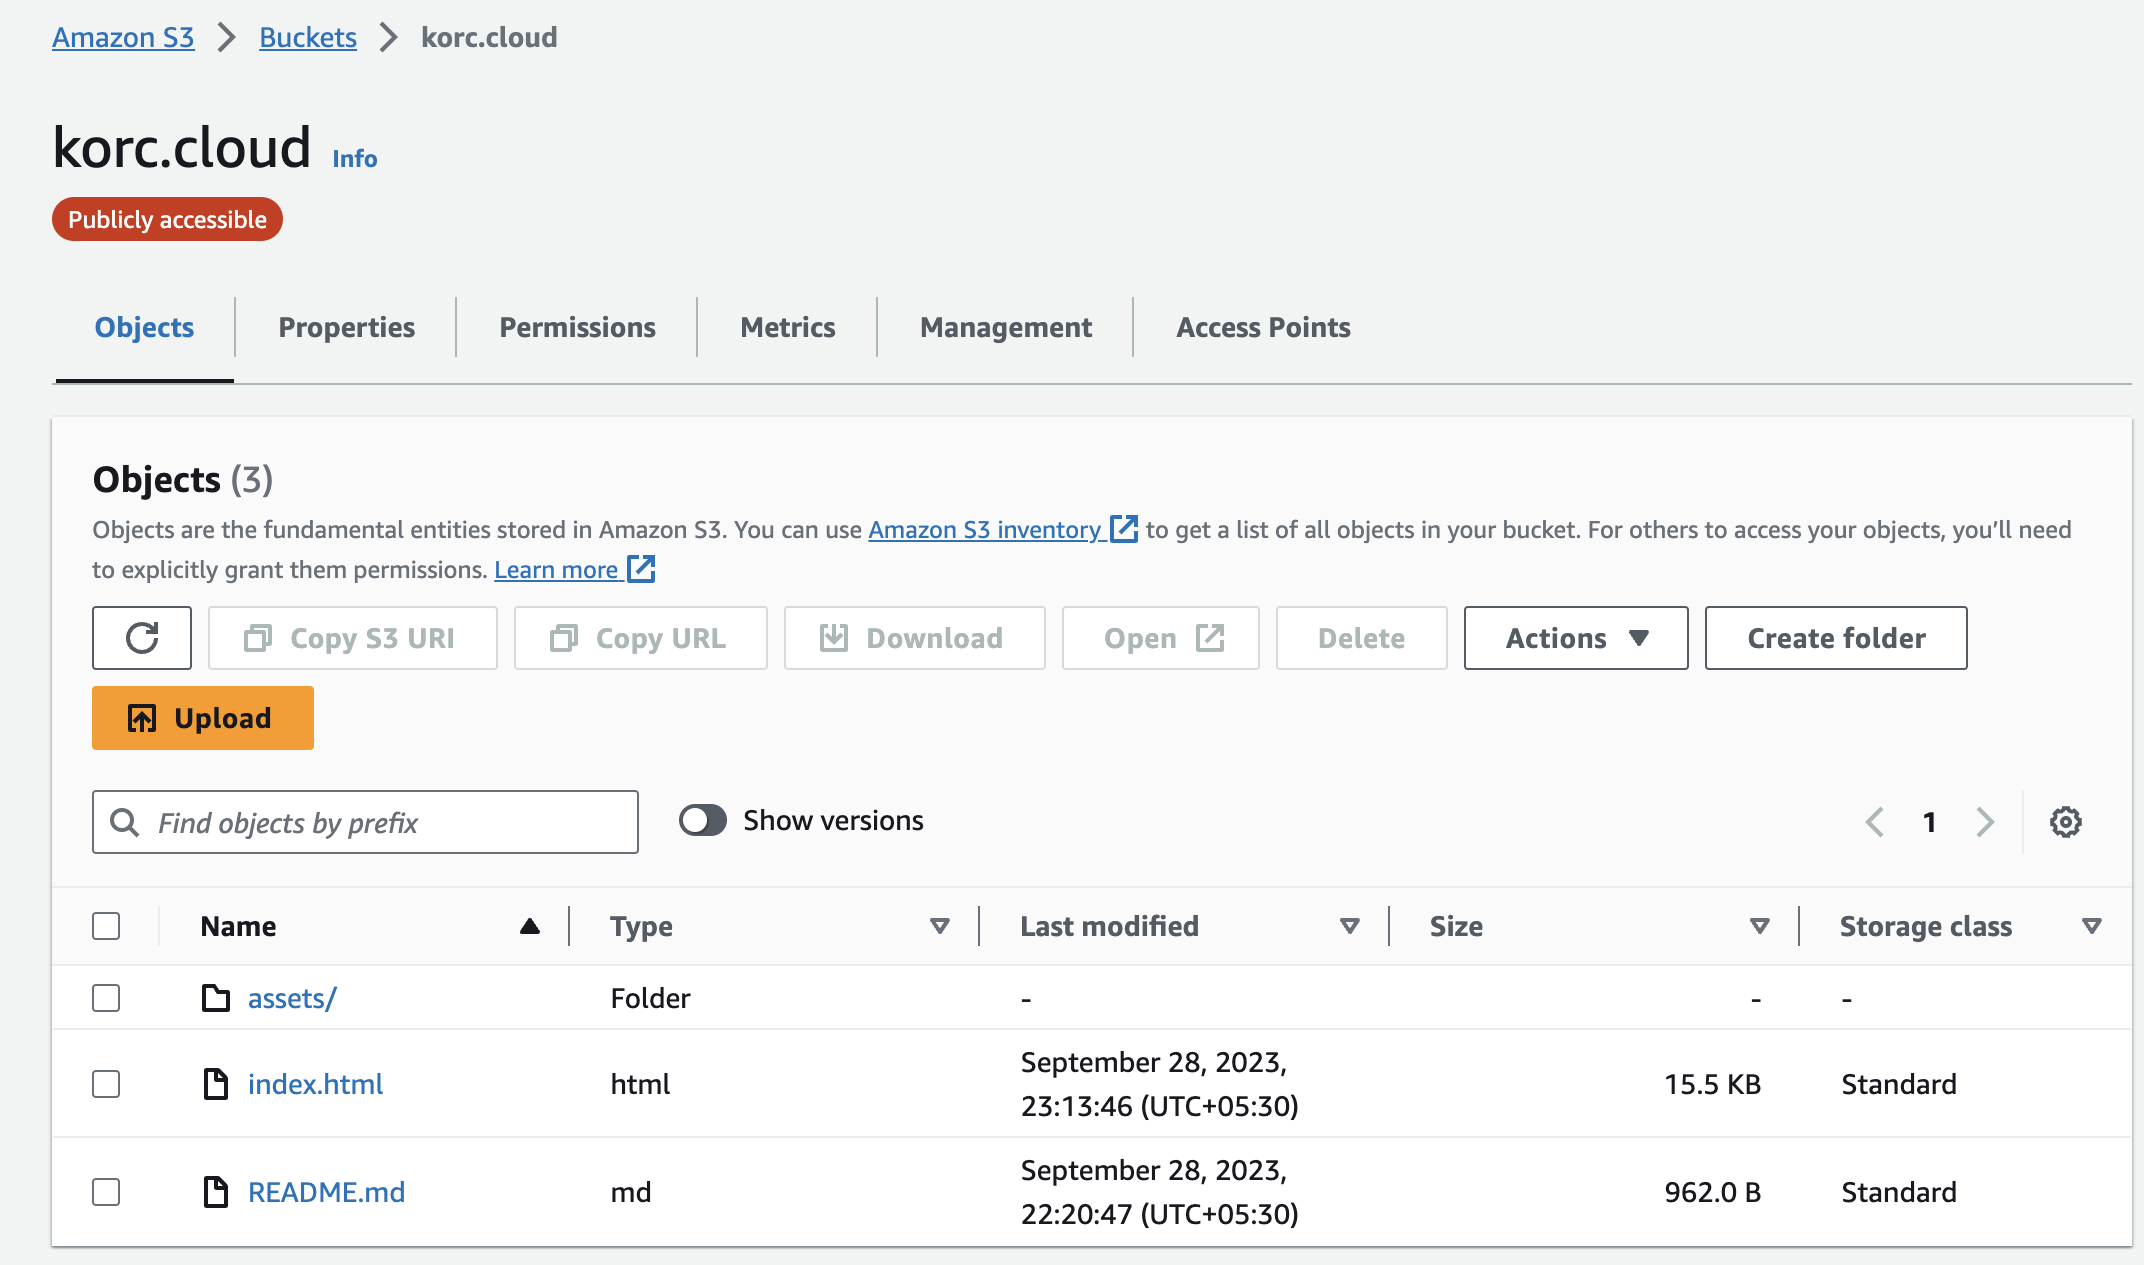 Amazon S3 > Buckets > korc.cloud
korc.cloud Info
Publicly accessible
Objects Properties Permissions Metrics Management Access Points
Objects (3)
Objects are the fundamental entities stored in Amazon S3. You can use Amazon S3 inventory to get a list of all objects in your bucket. For others to access your objects, you’ll need
to explicitly grant them permissions. Learn more
Copy S3 URI Copy URL Download Open Delete Actions Create folder
Upload
Find objects by prefix Show versions 1
Name Type Last modified Size Storage class
assets/ Folder - - -
index.html html September 28, 2023, 15.5 KB Standard
23:13:46 (UTC+05:30)
README.md md September 28, 2023, 962.0 B Standard
22:20:47 (UTC+05:30)